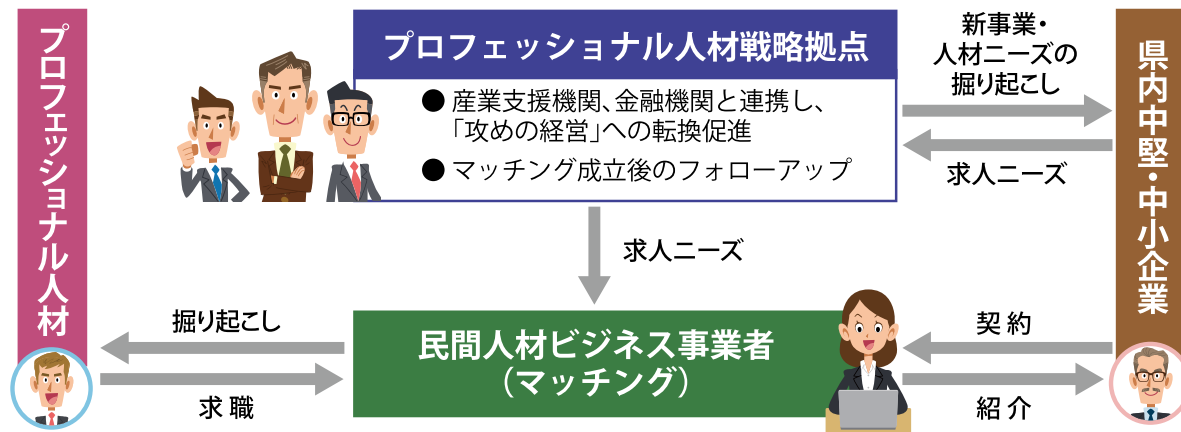 プロフェッショナル人材
プロフェッショナル人材戦略拠点
● 産業支援機関、金融機関と連携し、
「攻めの経営」への転換促進
● マッチング成立後のフォローアップ
新事業・
人材ニーズの
掘り起こし
求人ニーズ
県内中堅・中小企業
求人ニーズ
掘り起こし
求職
民間人材ビジネス事業者
（マッチング）
契約
紹介